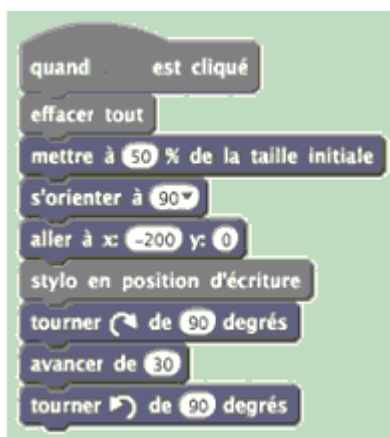 quand est cliqué
effacer tout
mettre à 50 % de la taille initiale
s'orienter à 90
aller à x: -200 y: 0
stylo en position d'écriture
tourner de 90 degrés
avancer de 30
tourner de 90 degrés